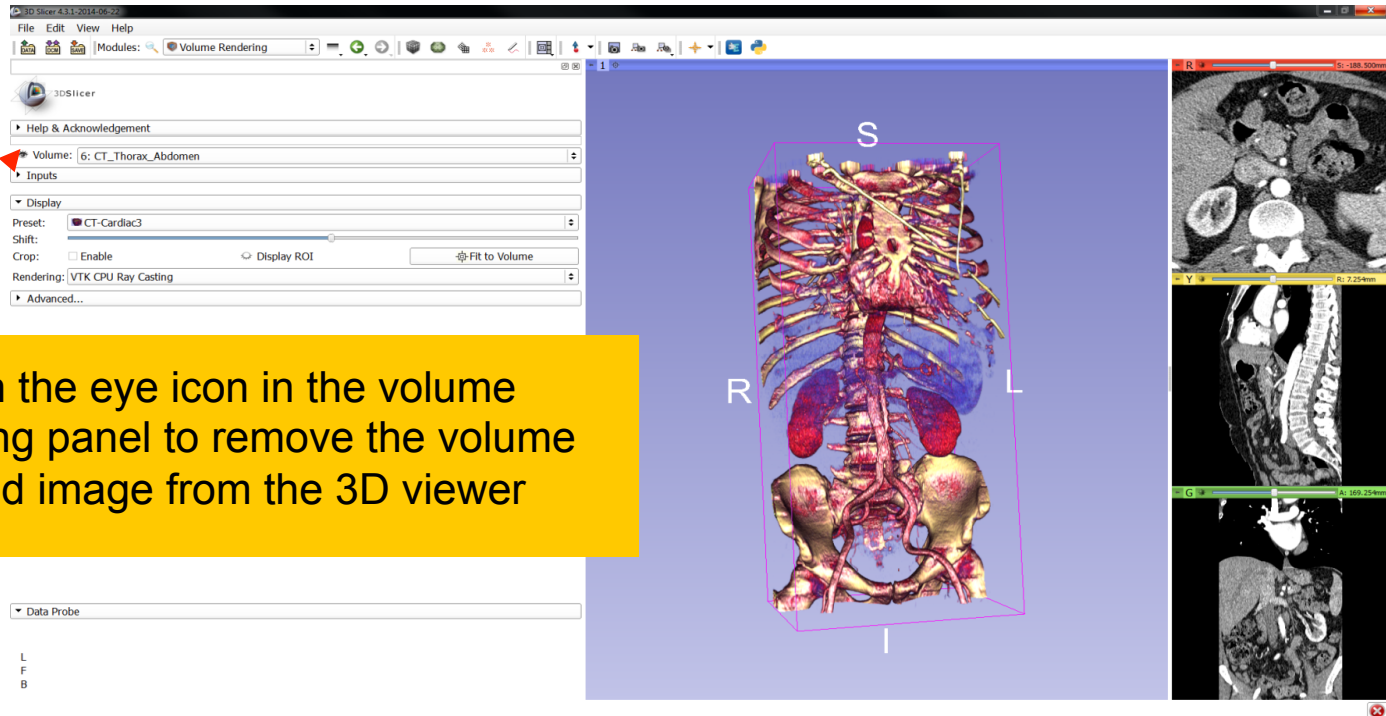 3D Slicer 4.3.1-2014-06-22
File Edit View Help
DATA DCM SAVE Modules: Volume Rendering
1
3DSlicer
Help & Acknowledgement
Volume: 6: CT_Thorax_Abdomen
Inputs
Display
Preset: CT-Cardiac3
Shift:
Crop: Enable Display ROI Fit to Volume
Rendering: VTK CPU Ray Casting
Advanced...
the eye icon in the volume
ng panel to remove the volume
d image from the 3D viewer
Data Probe
L
F
B
S
R
L
I
R S: -188.500mm
Y R: 7.254mm
G A: 169.254mm